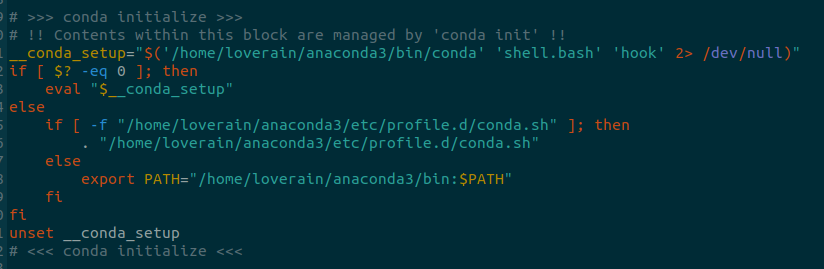 # >>> conda initialize >>>
# !! Contents within this block are managed by 'conda init' !!
__conda_setup="$('/home/loverain/anaconda3/bin/conda' 'shell.bash' 'hook' 2> /dev/null)"
if [ $? -eq 0 ]; then
    eval "$__conda_setup"
else
    if [ -f "/home/loverain/anaconda3/etc/profile.d/conda.sh" ]; then
        . "/home/loverain/anaconda3/etc/profile.d/conda.sh"
    else
        export PATH="/home/loverain/anaconda3/bin:$PATH"
    fi
fi
unset __conda_setup
# <<< conda initialize <<<